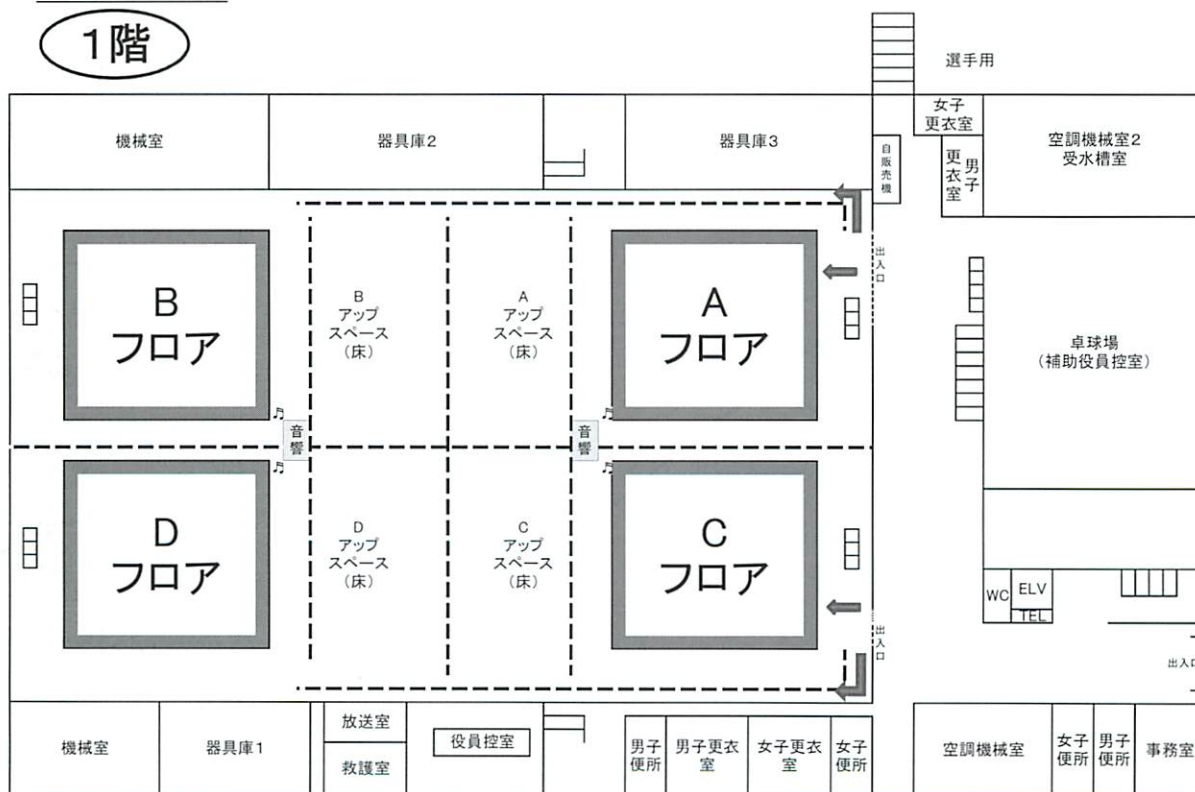 1階
選手用
機械室
器具庫2
器具庫3
自販売機
女子
更衣室
男子
更衣室
空調機械室2
受水槽室
B
フロア
B
アップ
スペース
(床)
A
アップ
スペース
(床)
A
フロア
出入口
卓球場
(補助役員控室)
♬
音響
♬
♬
音響
♬
D
フロア
D
アップ
スペース
(床)
C
アップ
スペース
(床)
C
フロア
出入口
WC
ELV
TEL
出入口
機械室
器具庫1
放送室
救護室
役員控室
男子
便所
男子更衣
室
女子更衣
室
女子
便所
空調機械室
女子
便所
男子
便所
事務室